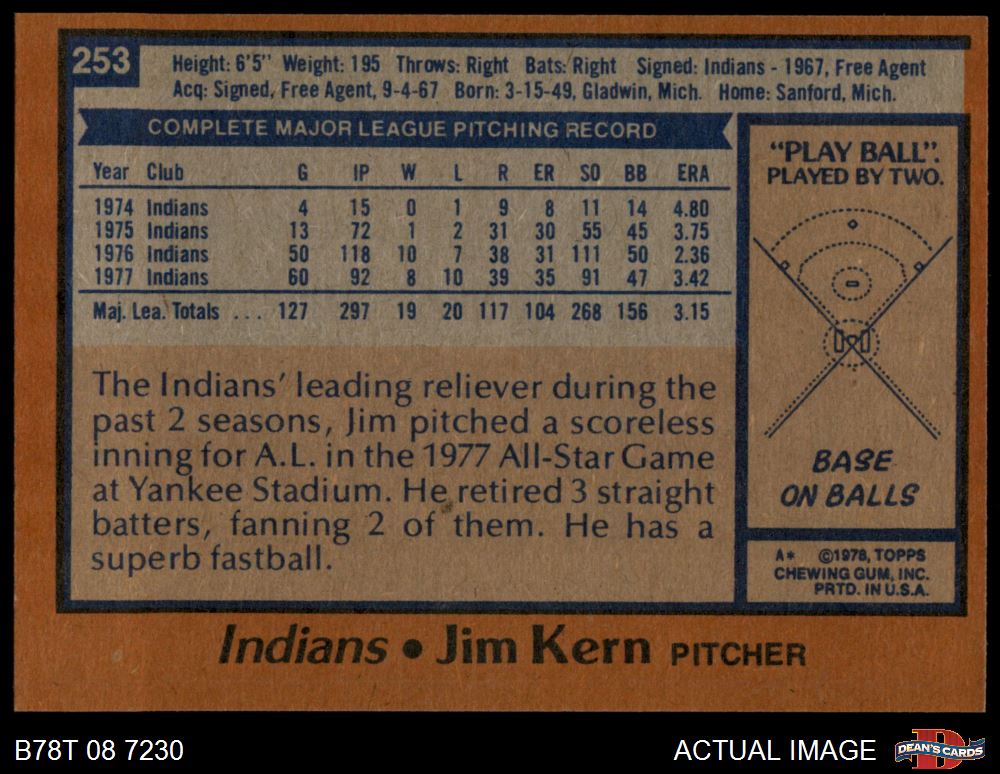 253
Height: 6'5" Weight: 195 Throws: Right Bats: Right Signed: Indians - 1967, Free Agent
Acq: Signed, Free Agent, 9-4-67 Born: 3-15-49, Gladwin, Mich. Home: Sanford, Mich.
COMPLETE MAJOR LEAGUE PITCHING RECORD
Year Club G IP W L R ER SO BB ERA
1974 Indians 4 15 0 1 9 8 11 14 4.80
1975 Indians 13 72 1 2 31 30 55 45 3.75
1976 Indians 50 118 10 7 38 31 111 50 2.36
1977 Indians 60 92 8 10 39 35 91 47 3.42
Maj. Lea. Totals ... 127 297 19 20 117 104 268 156 3.15
The Indians' leading reliever during the
past 2 seasons, Jim pitched a scoreless
inning for A.L. in the 1977 All-Star Game
at Yankee Stadium. He retired 3 straight
batters, fanning 2 of them. He has a
superb fastball.
"PLAY BALL".
PLAYED BY TWO.
BASE
ON BALLS
A* ©1978, TOPPS
CHEWING GUM, INC.
PRTD. IN U.S.A.
Indians • Jim Kern PITCHER
B78T 08 7230
ACTUAL IMAGE
D
DEAN'S CARDS